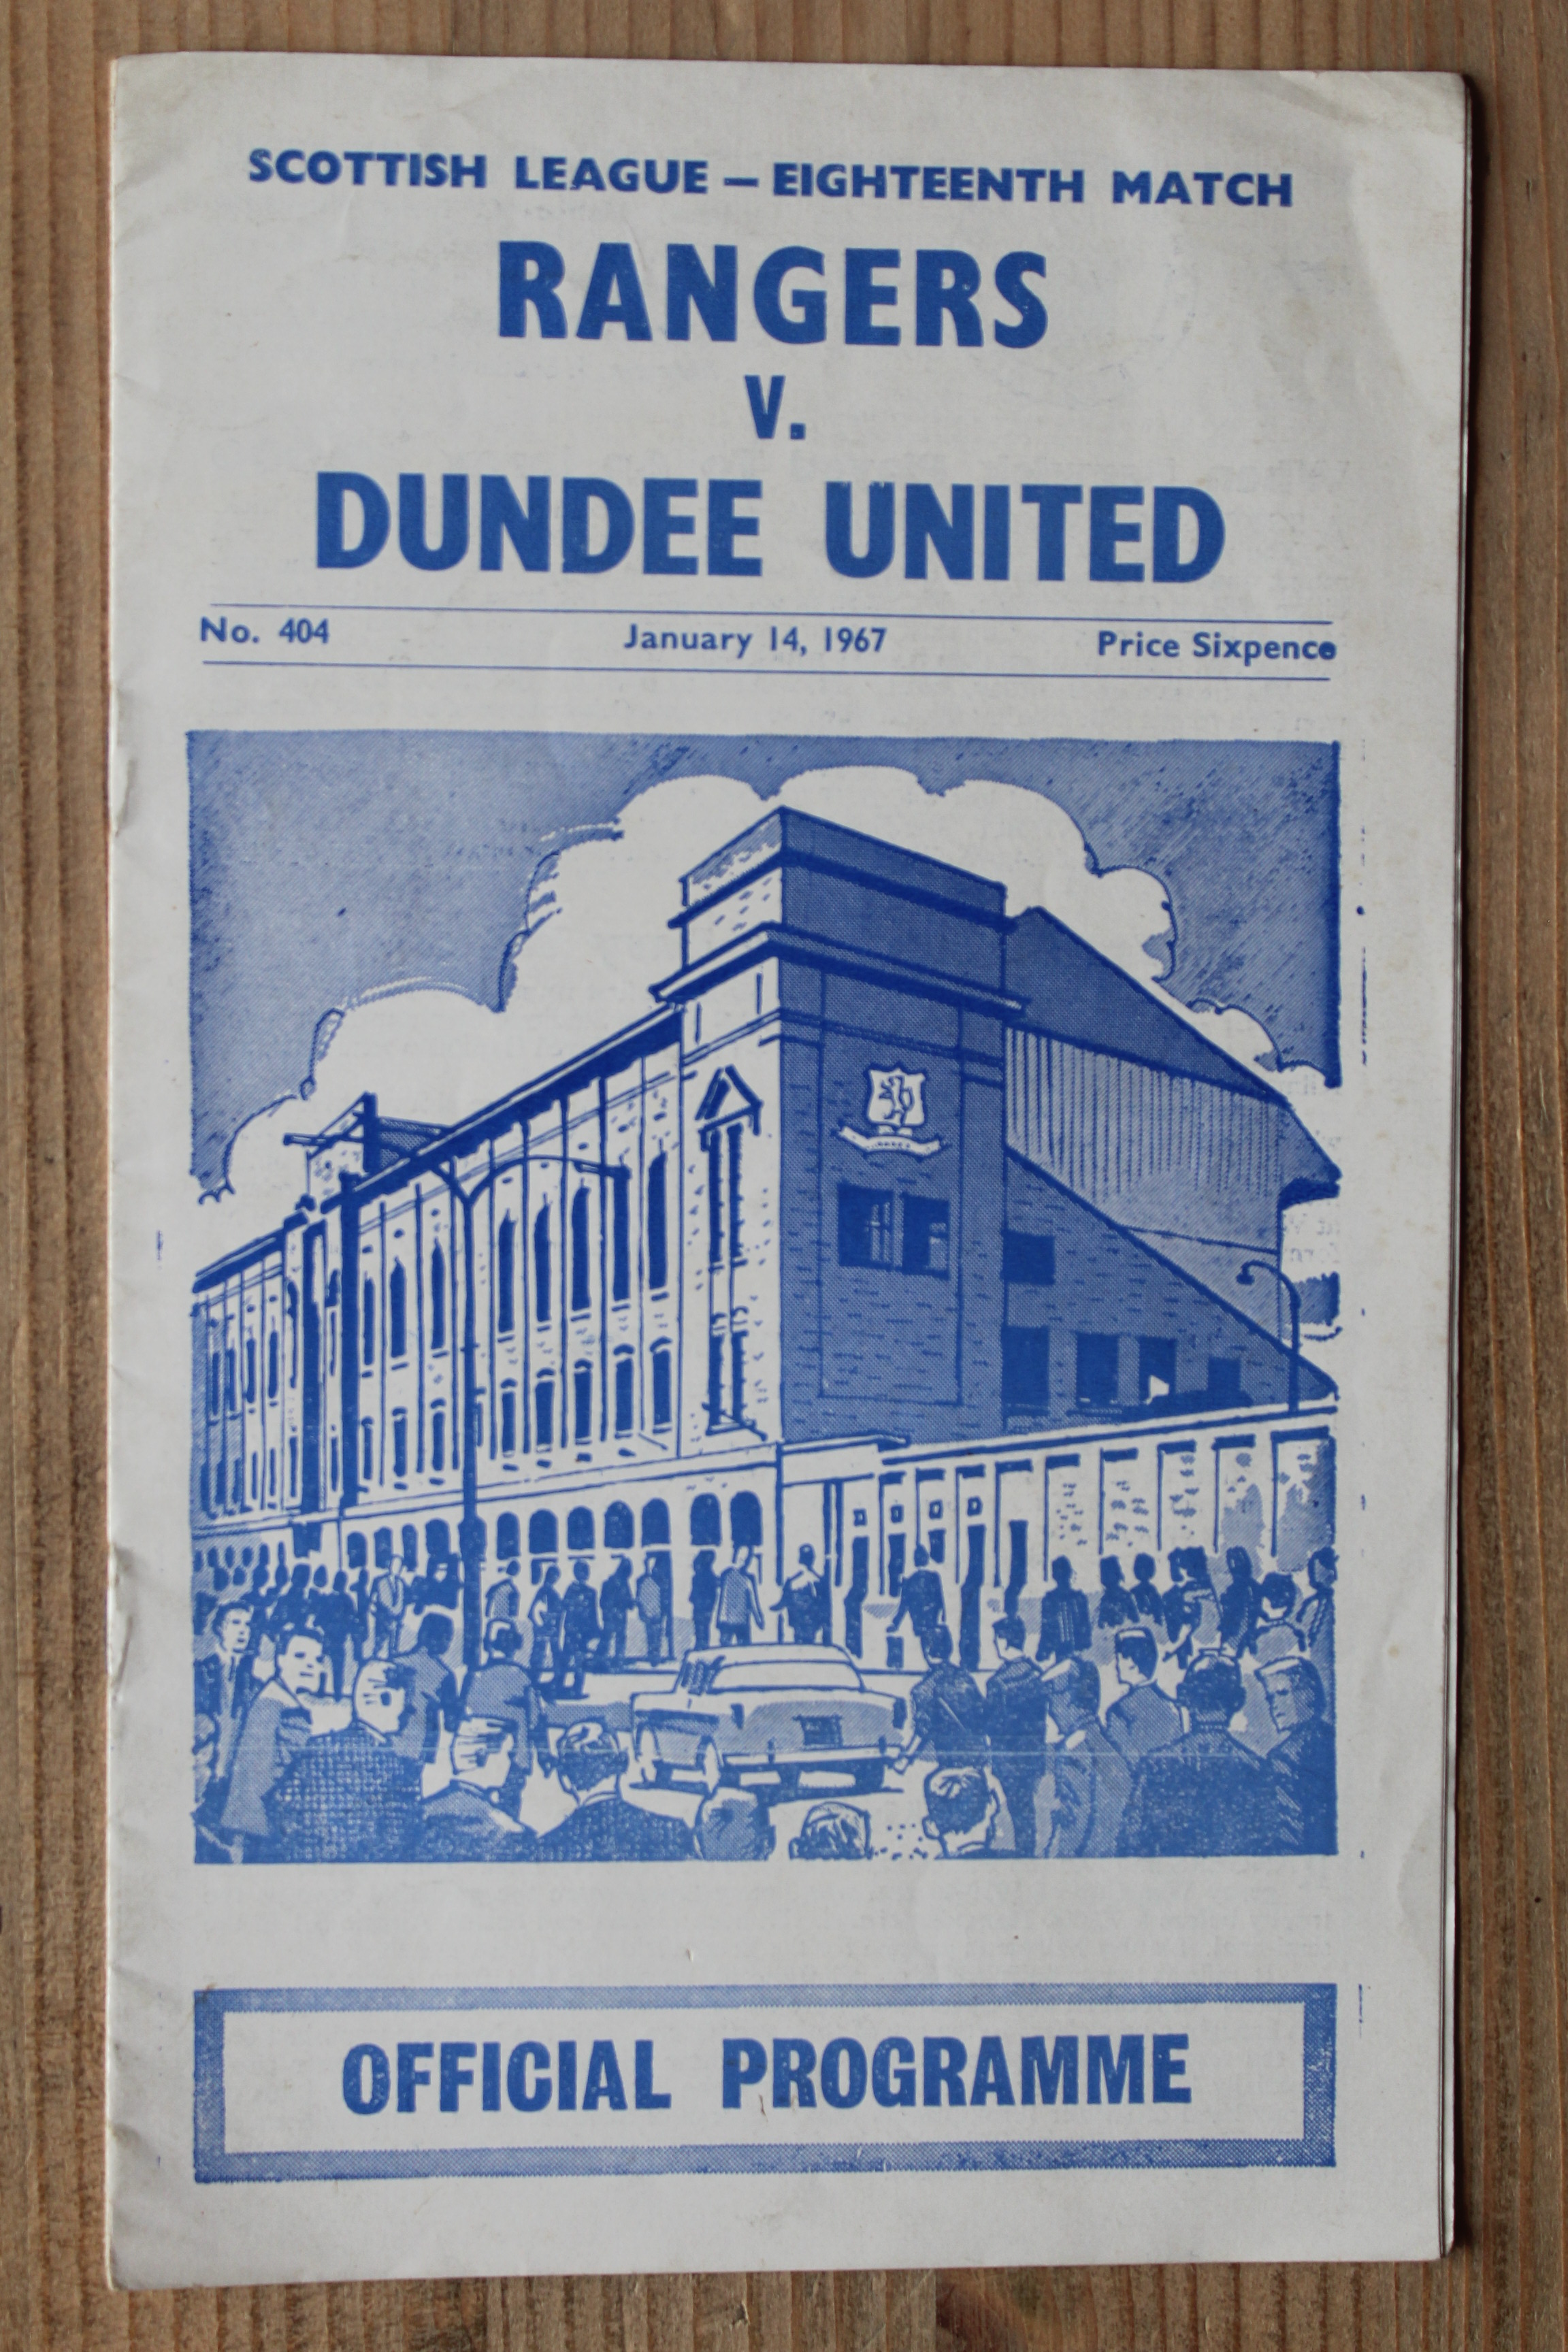 SCOTTISH LEAGUE — EIGHTEENTH MATCH
RANGERS
V.
DUNDEE UNITED
No. 404 January 14, 1967 Price Sixpence
OFFICIAL PROGRAMME